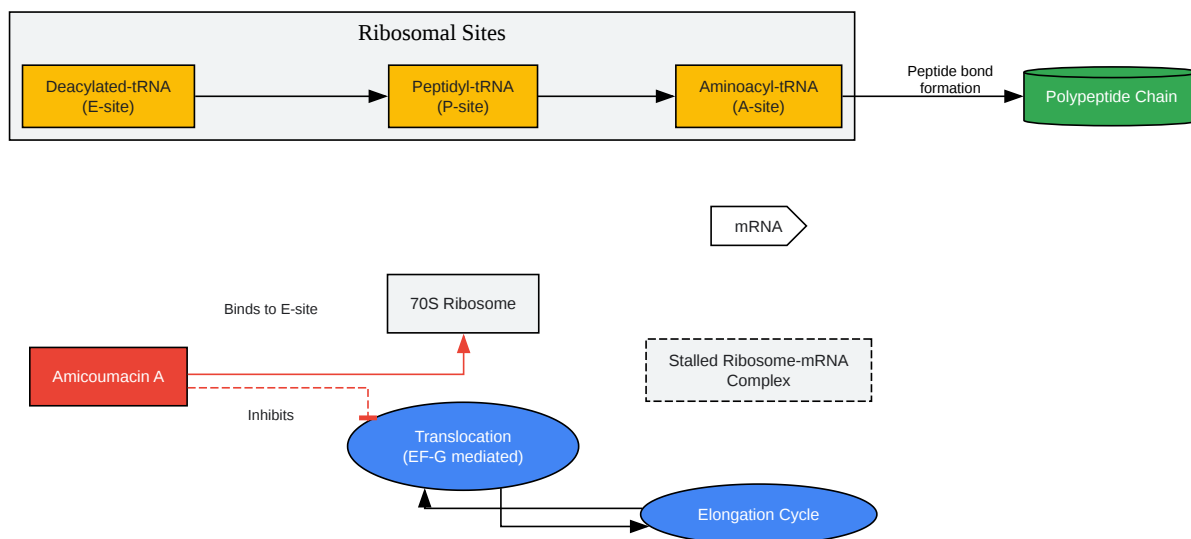 Ribosomal Sites
Deacylated-tRNA
(E-site)
Peptidyl-tRNA
(P-site)
Aminoacyl-tRNA
(A-site)
Peptide bond
formation
Polypeptide Chain
mRNA
Binds to E-site
70S Ribosome
Amicoumacin A
Stalled Ribosome-mRNA
Complex
Inhibits
Translocation
(EF-G mediated)
Elongation Cycle